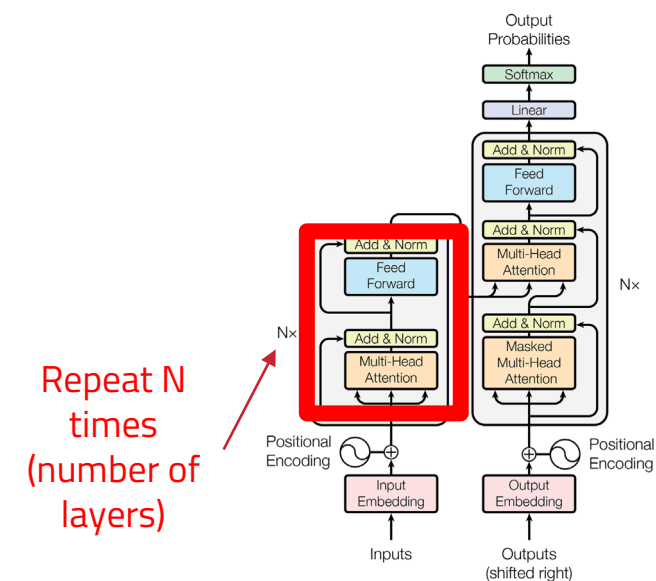 Output
Probabilities
Softmax
Linear
Add & Norm
Feed
Forward
Add & Norm
Multi-Head
Attention
Add & Norm
Masked
Multi-Head
Attention
N×
Add & Norm
Feed
Forward
N×
Add & Norm
Multi-Head
Attention
Repeat N
times
(number of
layers)
Positional
Encoding
Positional
Encoding
Input
Embedding
Output
Embedding
Inputs
Outputs
(shifted right)